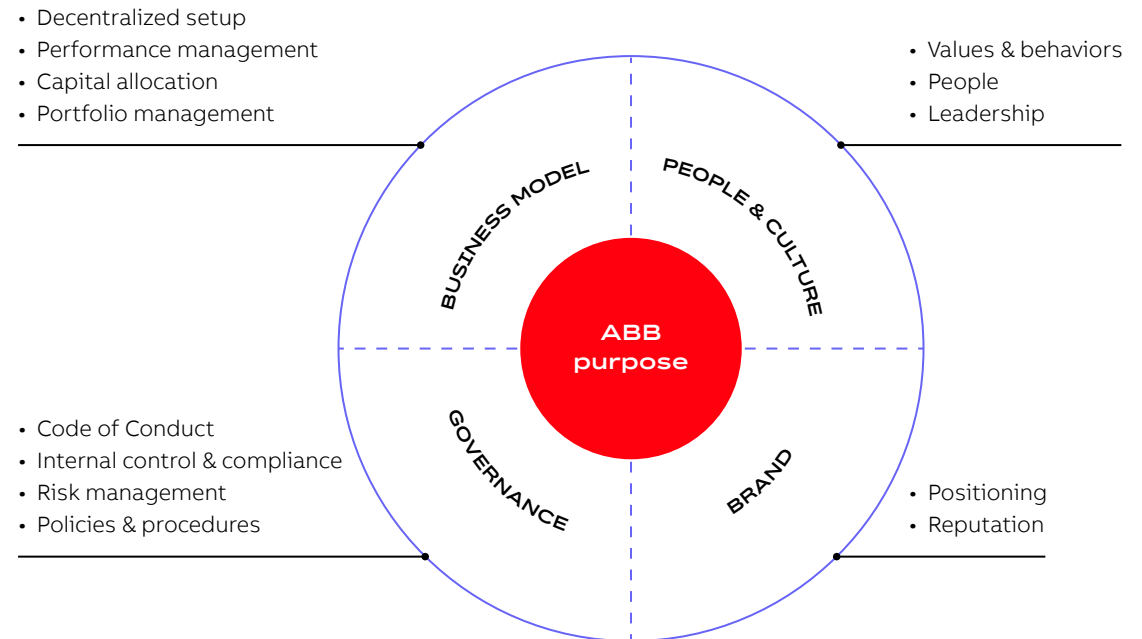 • Decentralized setup
• Performance management
• Capital allocation
• Portfolio management
• Values & behaviors
• People
• Leadership
BUSINESS MODEL
PEOPLE & CULTURE
ABB
purpose
GOVERNANCE
BRAND
• Code of Conduct
• Internal control & compliance
• Risk management
• Policies & procedures
• Positioning
• Reputation